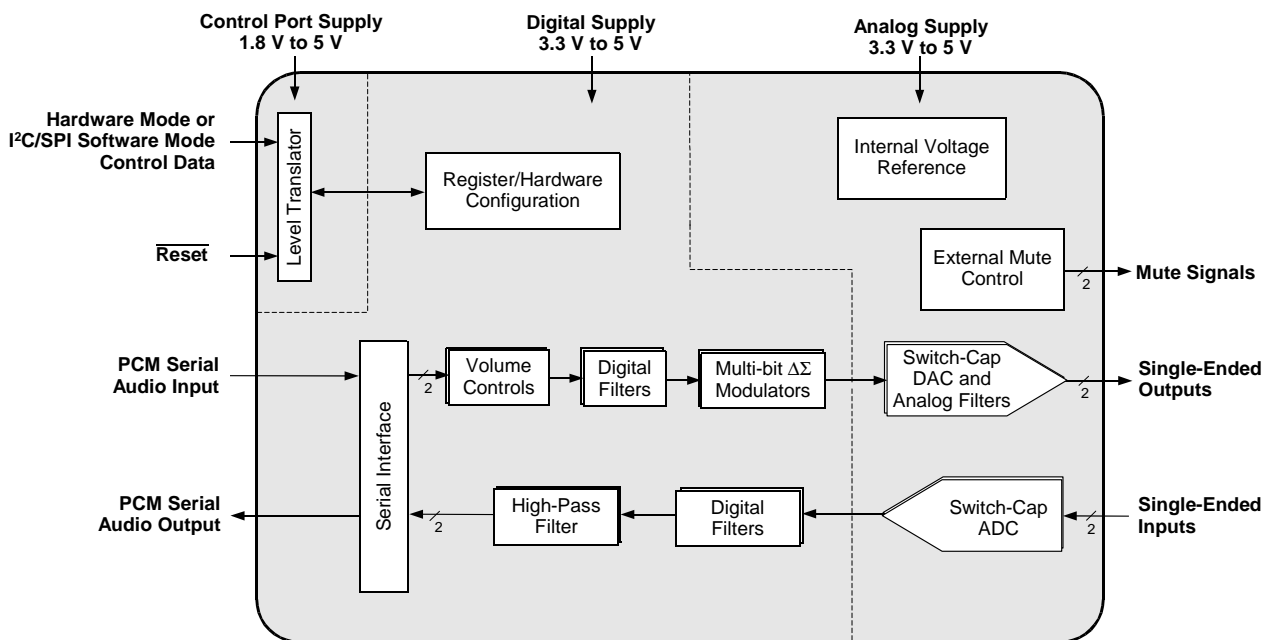 Control Port Supply
1.8 V to 5 V
Digital Supply
3.3 V to 5 V
Analog Supply
3.3 V to 5 V
Hardware Mode or
I²C/SPI Software Mode
Control Data
Reset
Level Translator
Register/Hardware
Configuration
Internal Voltage
Reference
External Mute
Control
2
Mute Signals
PCM Serial
Audio Input
Serial Interface
2
Volume
Controls
Digital
Filters
Multi-bit ΔΣ
Modulators
Switch-Cap
DAC and
Analog Filters
2
Single-Ended
Outputs
PCM Serial
Audio Output
2
High-Pass
Filter
Digital
Filters
Switch-Cap
ADC
2
Single-Ended
Inputs